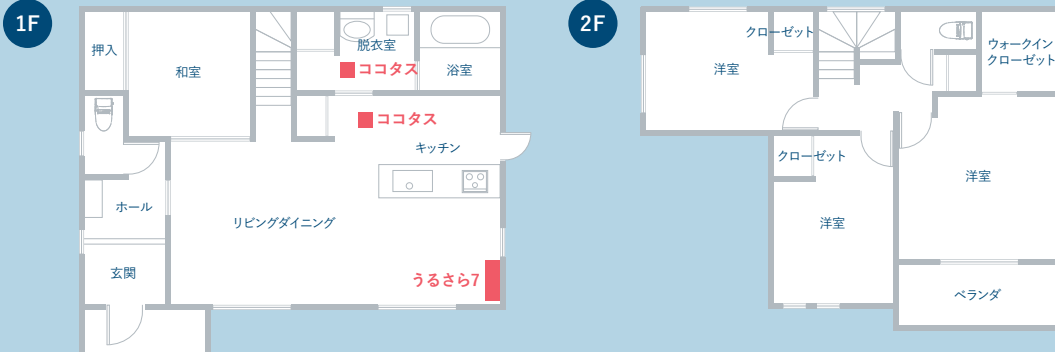 1F
押入
和室
脱衣室
ココタス
浴室
ココタス
キッチン
ホール
リビングダイニング
玄関
うるさら7
2F
クローゼット
洋室
ウォークイン
クローゼット
クローゼット
洋室
洋室
ベランダ